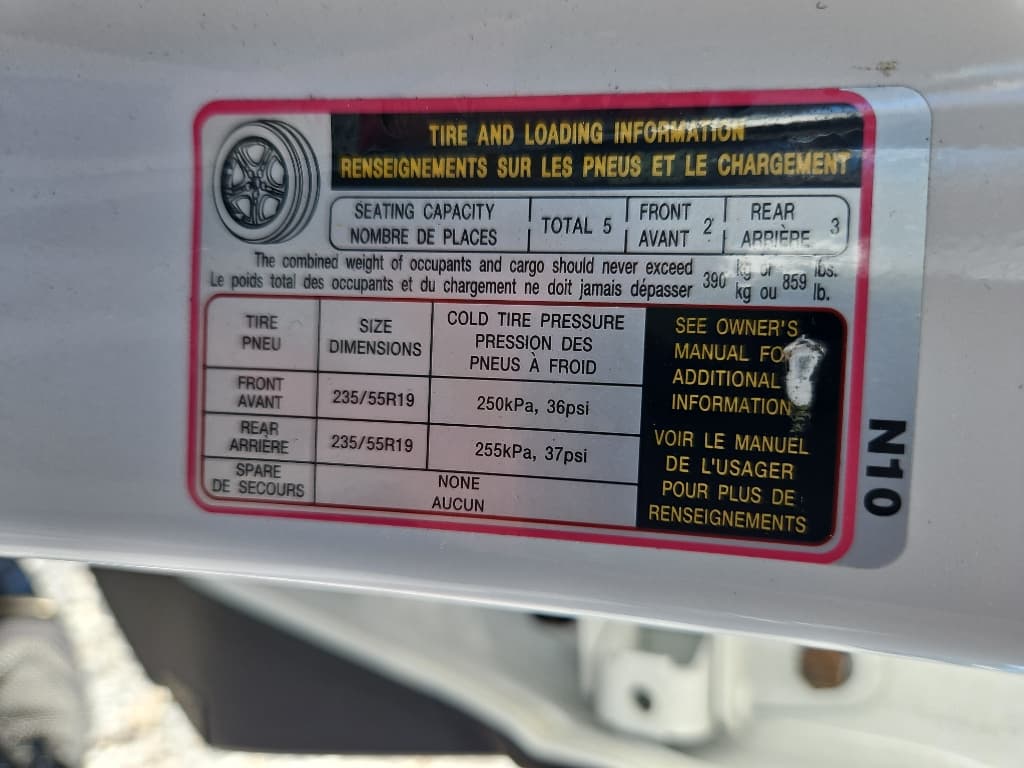 TIRE AND LOADING INFORMATION
RENSEIGNEMENTS SUR LES PNEUS ET LE CHARGEMENT
SEATING CAPACITY
NOMBRE DE PLACES
TOTAL 5
FRONT
AVANT
2
REAR
ARRIÈRE
3
The combined weight of occupants and cargo should never exceed
Le poids total des occupants et du chargement ne doit jamais dépasser
390
kg or
kg ou
859
lbs.
lb.
TIRE
PNEU
SIZE
DIMENSIONS
COLD TIRE PRESSURE
PRESSION DES
PNEUS À FROID
FRONT
AVANT
235/55R19
250kPa, 36psi
REAR
ARRIÈRE
235/55R19
255kPa, 37psi
SPARE
DE SECOURS
NONE
AUCUN
SEE OWNER'S
MANUAL FOR
ADDITIONAL
INFORMATION
VOIR LE MANUEL
DE L'USAGER
POUR PLUS DE
RENSEIGNEMENTS
N10